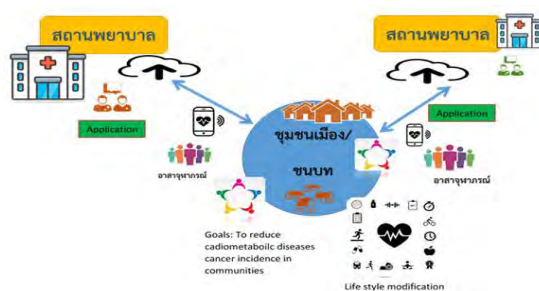 สถานพยาบาล
สถานพยาบาล
Application
Application
ชุมชนเมือง/
ชนบท
อาสาจุฬาภรณ์
อาสาจุฬาภรณ์
Goals: To reduce
cadiometaboilc diseases
cancer incidence in
communities
Life style modification